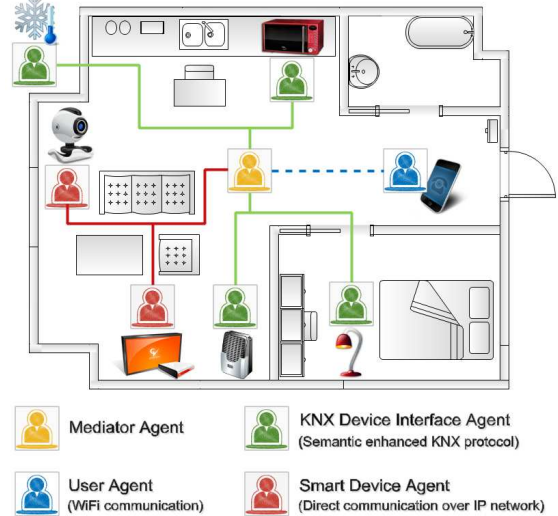 Mediator Agent
KNX Device Interface Agent
(Semantic enhanced KNX protocol)
User Agent
(WiFi communication)
Smart Device Agent
(Direct communication over IP network)